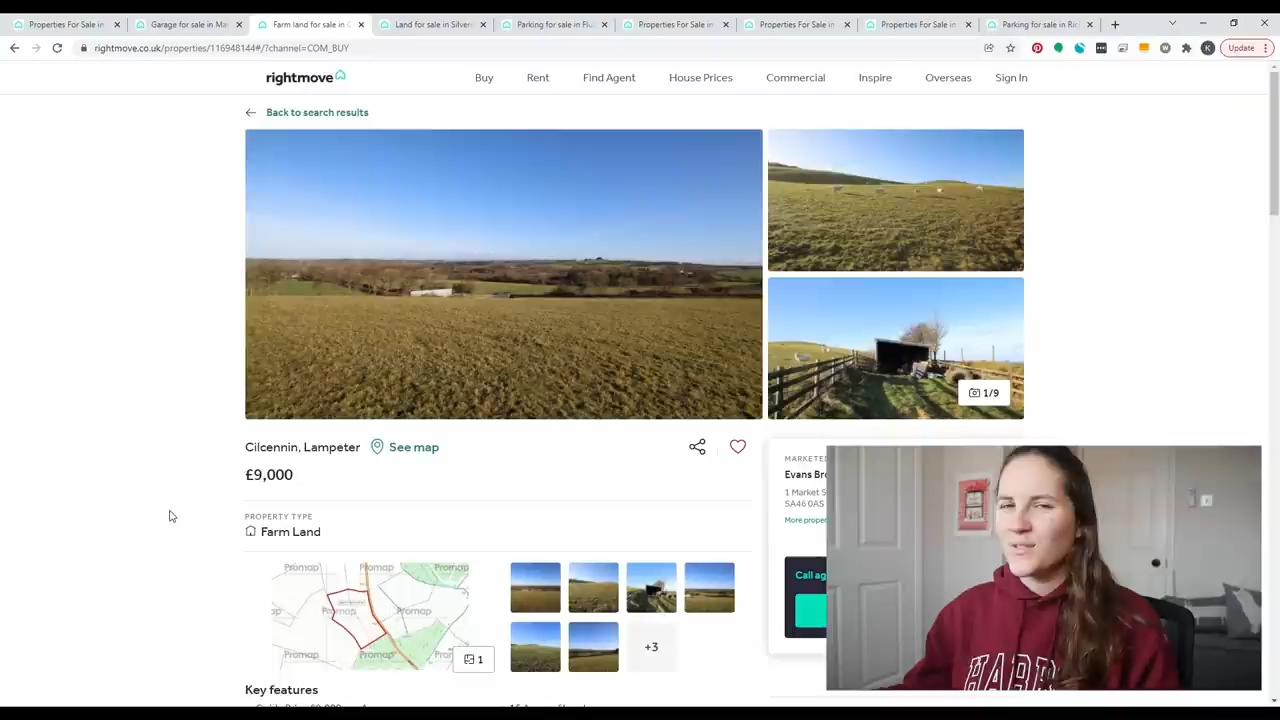 Properties For Sale in
Garage for sale in Ma
Farm land for sale in
Land for sale in Silver
Parking for sale in Flu
Properties For Sale in
Properties For Sale in
Properties For Sale in
Parking for sale in Ric
rightmove.co.uk/properties/116948144#/?channel=COM_BUY
Update
rightmove
Buy
Rent
Find Agent
House Prices
Commercial
Inspire
Overseas
Sign In
Back to search results
1/9
Cilcennin, Lampeter
See map
£9,000
PROPERTY TYPE
Farm Land
MARKETED
Evans Bro
1 Market S
SA46 0AS
More proper
Call ag
Promap
Promap
Promap
Promap
Promap
Promap
Promap
1
+3
Key features
HARR